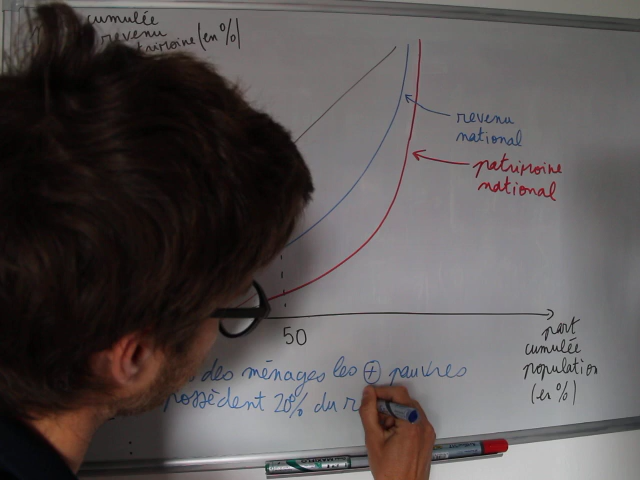 cumulée
revenu
patrimoine (en %)
revenu
national
patrimoine
national
50
part
cumulée
population
(en %)
des ménages les + pauvres
possèdent 20% du r